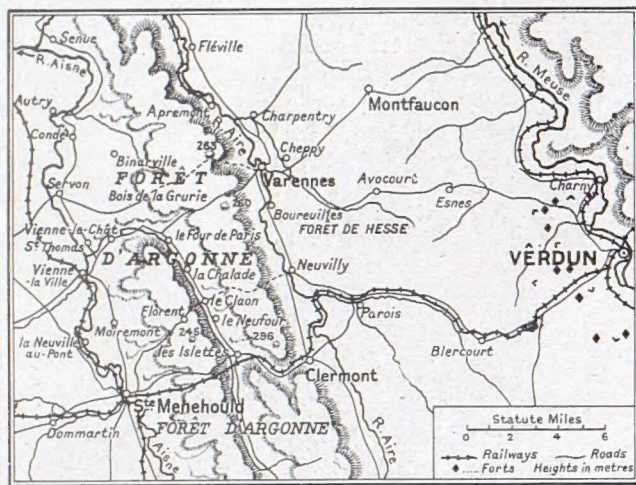 Senue
Fléville
R. Aisne
R. Meuse
Autry
Apremont
R. Aire
Charpentry
Montfaucon
Condé
Binarville
263
Cheppy
FORÊT
Varennes
Servon
Bois de la Grurie
260
Avocourt
Esnes
Charny
Boureuilles
FORÊT DE HESSE
Vienne-le-Chât
le Four de Paris
St Thomas
D'ARGONNE
VÊRDUN
Vienne
-la-Ville
la Chalade
Neuvilly
le Claon
Florent
le Neufour
Parois
Moiremont
245
285
la Neuville
au-Pont
les Islettes
Blercourt
Clermont
Ste Menehould
FORÊT D'ARGONNE
Dommartin
Aisne
R. Aire
Statute Miles
0 2 4 6
Railways Roads
Forts Heights in metres